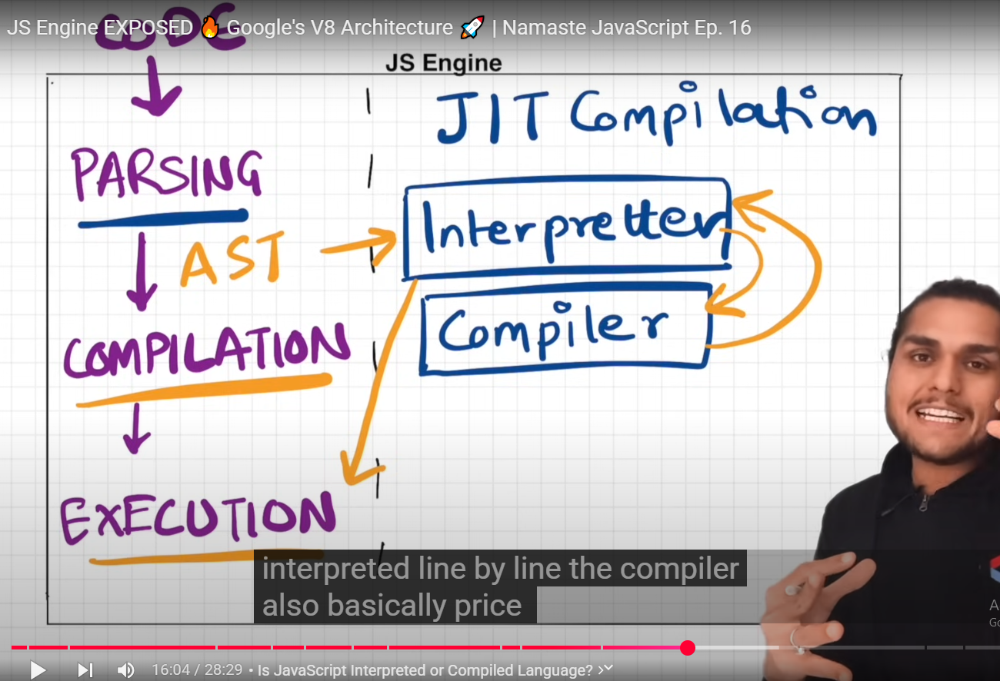 JS Engine EXPOSED 🔥 Google's V8 Architecture 🚀 | Namaste JavaScript Ep. 16
CODE
JS Engine
JIT Compilation
PARSING
AST
Interpretter
COMPILATION
Compiler
EXECUTION
interpreted line by line the compiler
also basically price
16:04 / 28:29 • Is JavaScript Interpreted or Compiled Language?